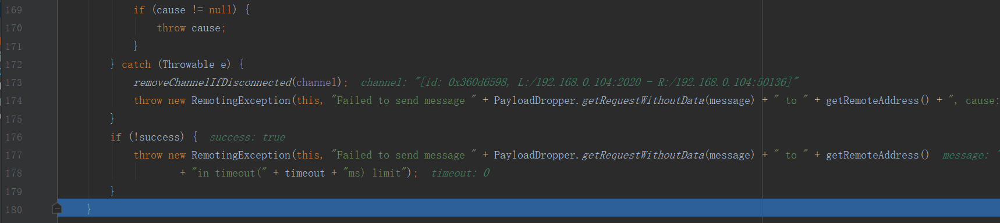 169 if (cause != null) {
170 throw cause;
171 }
172 } catch (Throwable e) {
173 removeChannelIfDisconnected(channel); channel: "[id: 0x360d6598, L:/192.168.0.104:2020 - R:/192.168.0.104:50136]"
174 throw new RemotingException(this, "Failed to send message " + PayloadDropper.getRequestWithoutData(message) + " to " + getRemoteAddress() + ", cause:
175 }
176 if (!success) { success: true
177 throw new RemotingException(this, "Failed to send message " + PayloadDropper.getRequestWithoutData(message) + " to " + getRemoteAddress() message: "
178 + "in timeout(" + timeout + "ms) limit"); timeout: 0
179 }
180 }